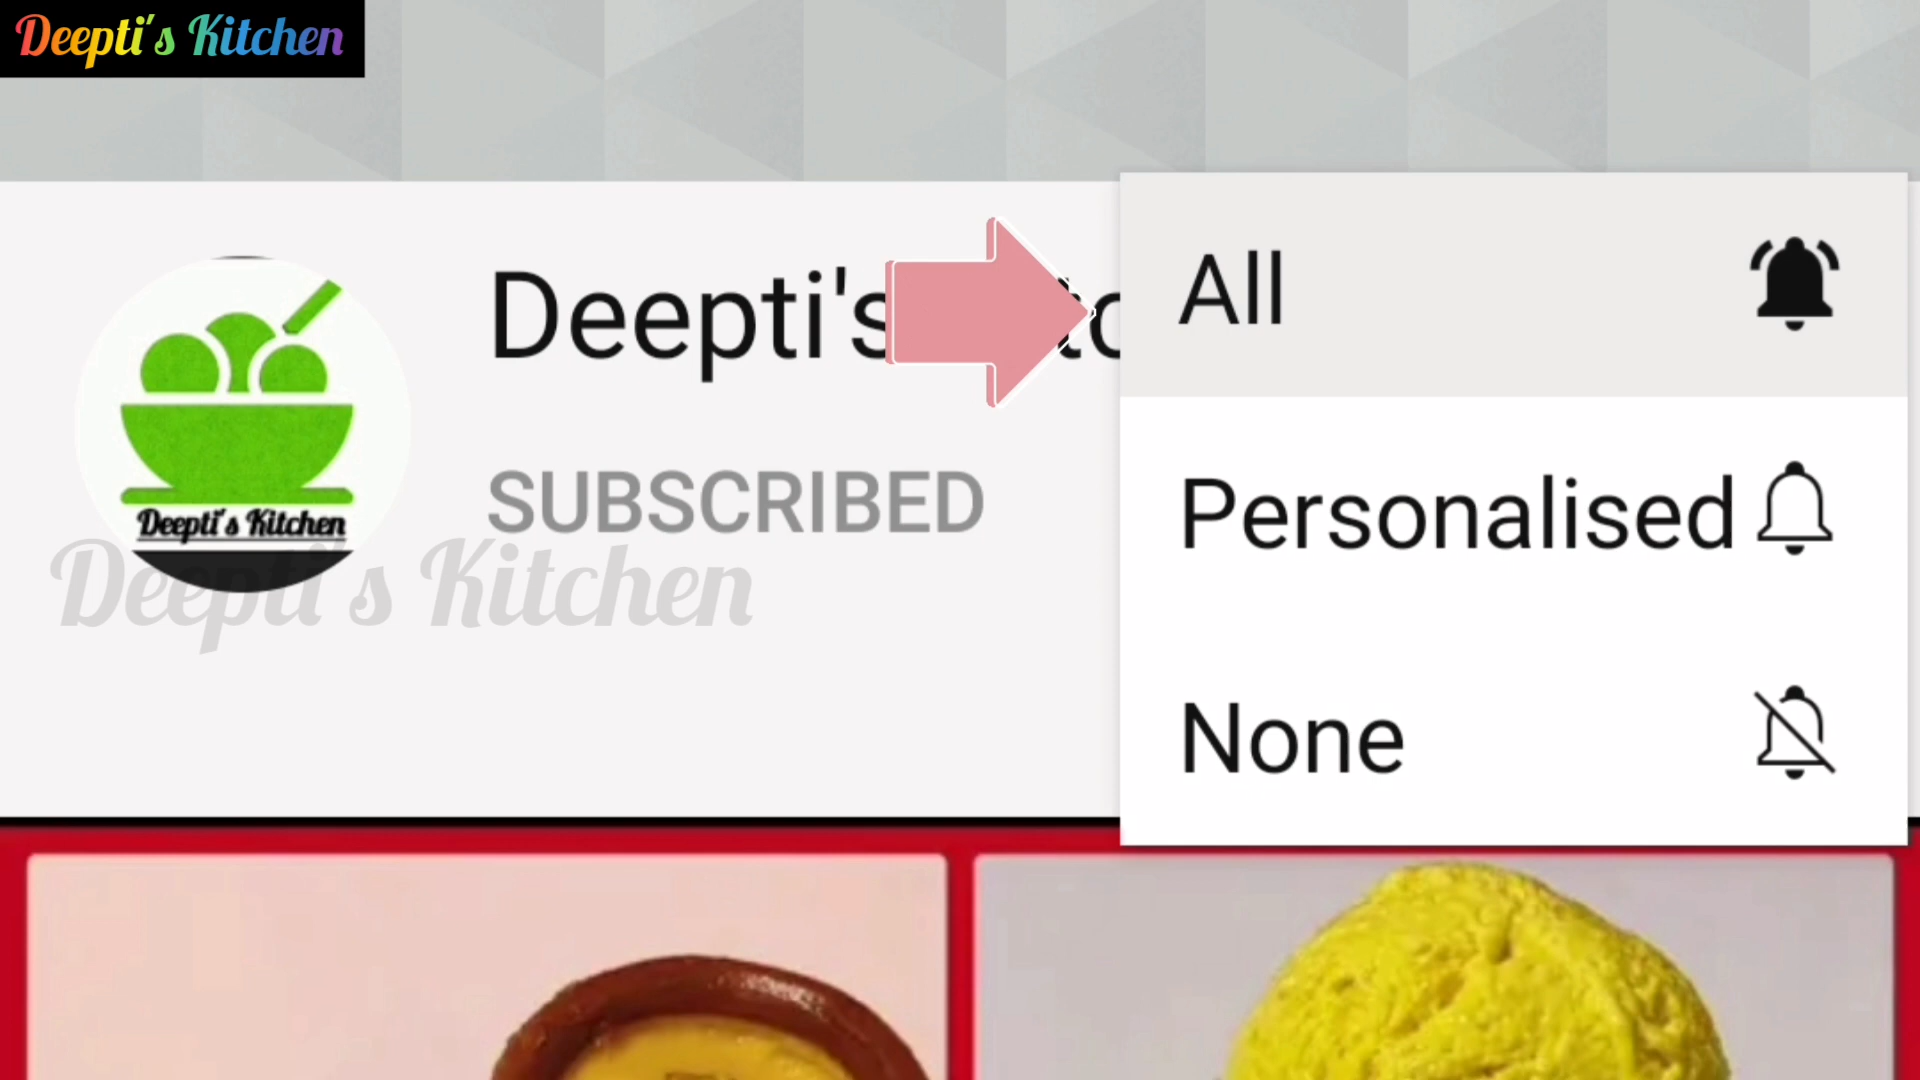 Deepti's Kitchen
Deepti's
All
SUBSCRIBED
Personalised
Deepti's Kitchen
Deepti's Kitchen
None